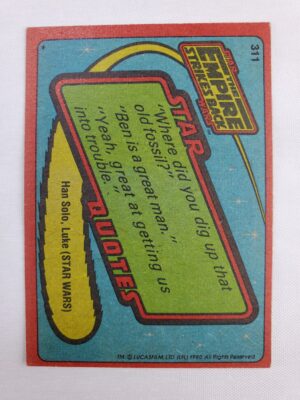 311
STAR
THE
EMPIRE
STRIKES BACK
WARS
STAR
"Where did you dig up that
old fossil?"
"Ben is a great man."
"Yeah, great at getting us
into trouble."
QUOTES
Han Solo, Luke (STAR WARS)
TM: © LUCASFILM, LTD. (LFL) 1980. All Rights Reserved.